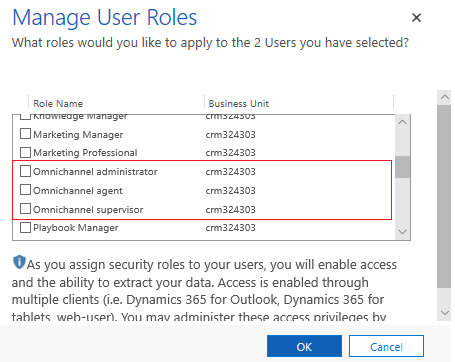 Manage User Roles
What roles would you like to apply to the 2 Users you have selected?
Role Name Business Unit
Knowledge Manager crm324303
Marketing Manager crm324303
Marketing Professional crm324303
Omnichannel administrator crm324303
Omnichannel agent crm324303
Omnichannel supervisor crm324303
Playbook Manager crm324303
As you assign security roles to your users, you will enable access
and the ability to extract your data. Access is enabled through
multiple clients (i.e. Dynamics 365 for Outlook, Dynamics 365 for
tablets, web-user). You may administer these access privileges by
OK Cancel